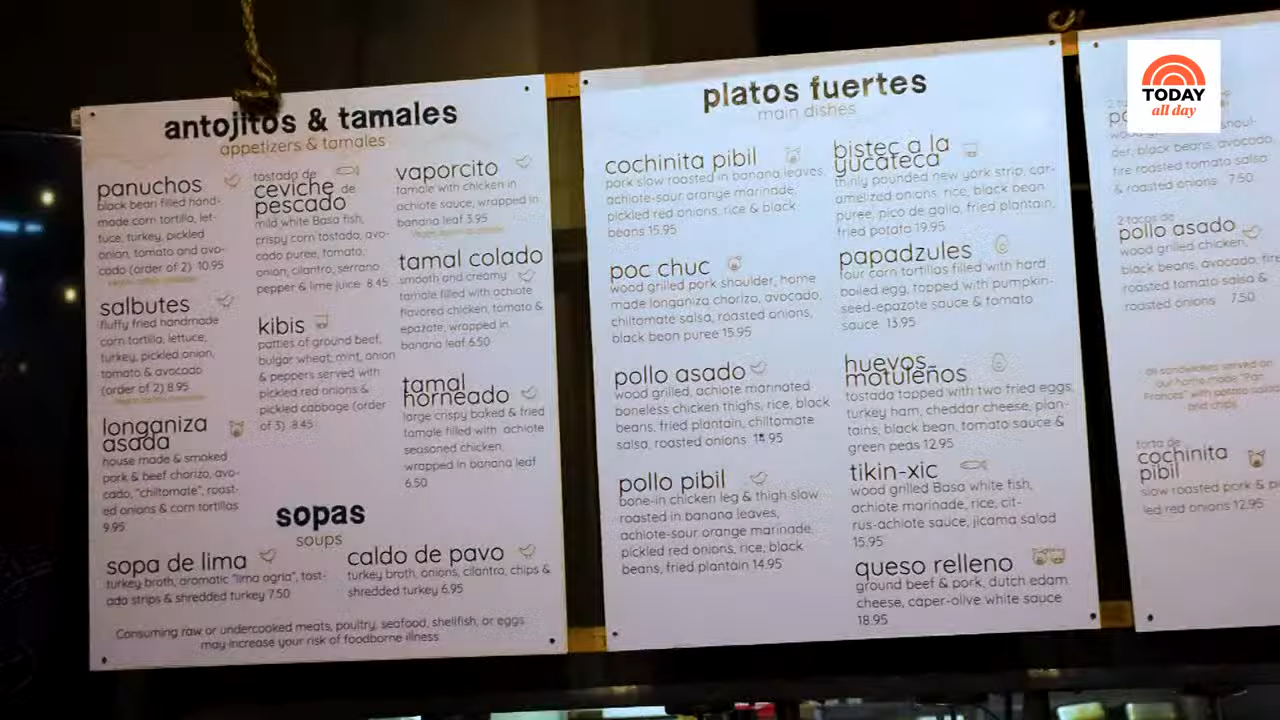 antojitos & tamales
appetizers & tamales
panuchos
black bean filled hand-
made corn tortilla, let-
tuce, turkey, pickled
onion, tomato and avo-
cado (order of 2) 10.95
salbutes
fluffy fried handmade
corn tortilla, lettuce,
turkey, pickled onion,
tomato & avocado
(order of 2) 8.95
longaniza
asada
house made & smoked
pork & beef chorizo, avo-
cado, "chiltomate", roast-
ed onions & corn tortillas
9.95
tostada de
ceviche de
pescado
mild white Basa fish,
crispy corn tostada, avo-
cado puree, tomato,
onion, cilantro, serrano
pepper & lime juice 8.45
kibis
patties of ground beef,
bulgar wheat, mint, onion
& peppers served with
pickled red onions &
pickled cabbage (order
of 3) 8.45
vaporcito
tamale with chicken in
achiote sauce, wrapped in
banana leaf 3.95
tamal colado
smooth and creamy
tamale filled with achiote
flavored chicken, tomato &
epazote, wrapped in
banana leaf 6.50
tamal
horneado
large crispy baked & fried
tamale filled with achiote
seasoned chicken,
wrapped in banana leaf
6.50
sopas
soups
sopa de lima
turkey broth, aromatic "lima agria", tost-
ada strips & shredded turkey 7.50
caldo de pavo
turkey broth, onions, cilantro, chips &
shredded turkey 6.95
Consuming raw or undercooked meats, poultry, seafood, shellfish, or eggs
may increase your risk of foodborne illness
platos fuertes
main dishes
cochinita pibil
pork slow roasted in banana leaves,
achiote-sour orange marinade,
pickled red onions, rice & black
beans 15.95
poc chuc
wood grilled pork shoulder, home
made longaniza chorizo, avocado,
chiltomate salsa, roasted onions,
black bean puree 15.95
pollo asado
wood grilled, achiote marinated
boneless chicken thighs, rice, black
beans, fried plantain, chiltomate
salsa, roasted onions 14.95
pollo pibil
bone-in chicken leg & thigh slow
roasted in banana leaves,
achiote-sour orange marinade,
pickled red onions, rice, black
beans, fried plantain 14.95
bistec a la
yucateca
thinly pounded new york strip, car-
amelized onions, rice, black bean
puree, pico de gallo, fried plantain,
fried potato 19.95
papadzules
four corn tortillas filled with hard
boiled egg, topped with pumpkin-
seed-epazote sauce & tomato
sauce 13.95
huevos
motuleños
tostada topped with two fried eggs,
turkey ham, cheddar cheese, plan-
tains, black bean, tomato sauce &
green peas 12.95
tikin-xic
wood grilled Basa white fish,
achiote marinade, rice, cit-
rus-achiote sauce, jicama salad
15.95
queso relleno
ground beef & pork, dutch edam
cheese, caper-olive white sauce
18.95
TODAY
all day
der, black beans, avocado,
fire roasted tomato salsa
& roasted onions 7.50
2 tacos de
pollo asado
wood grilled chicken,
black beans, avocado, fire
roasted tomato salsa &
roasted onions 7.50
all sandwiches served on
our home made "Pan
Frances" with potato salad
and chips
torta de
cochinita
pibil
slow roasted pork &
led red onions 12.95